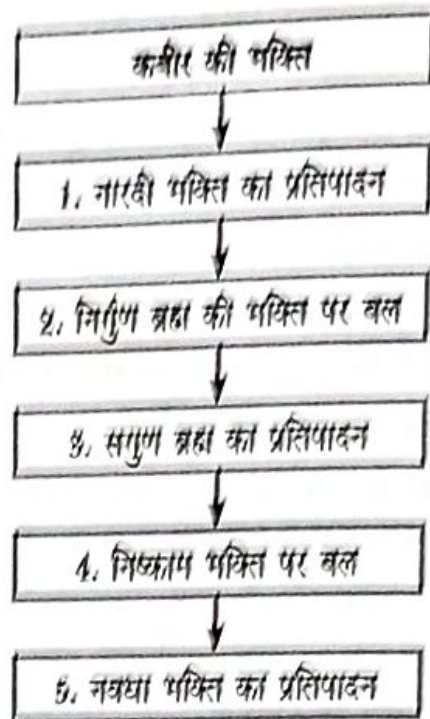 कबीर की भक्ति
1. नारदी भक्ति का प्रतिपादन
2. निर्गुण ब्रह्म की भक्ति पर बल
3. सगुण ब्रह्म का प्रतिपादन
4. निष्काम भक्ति पर बल
5. नवधा भक्ति का प्रतिपादन